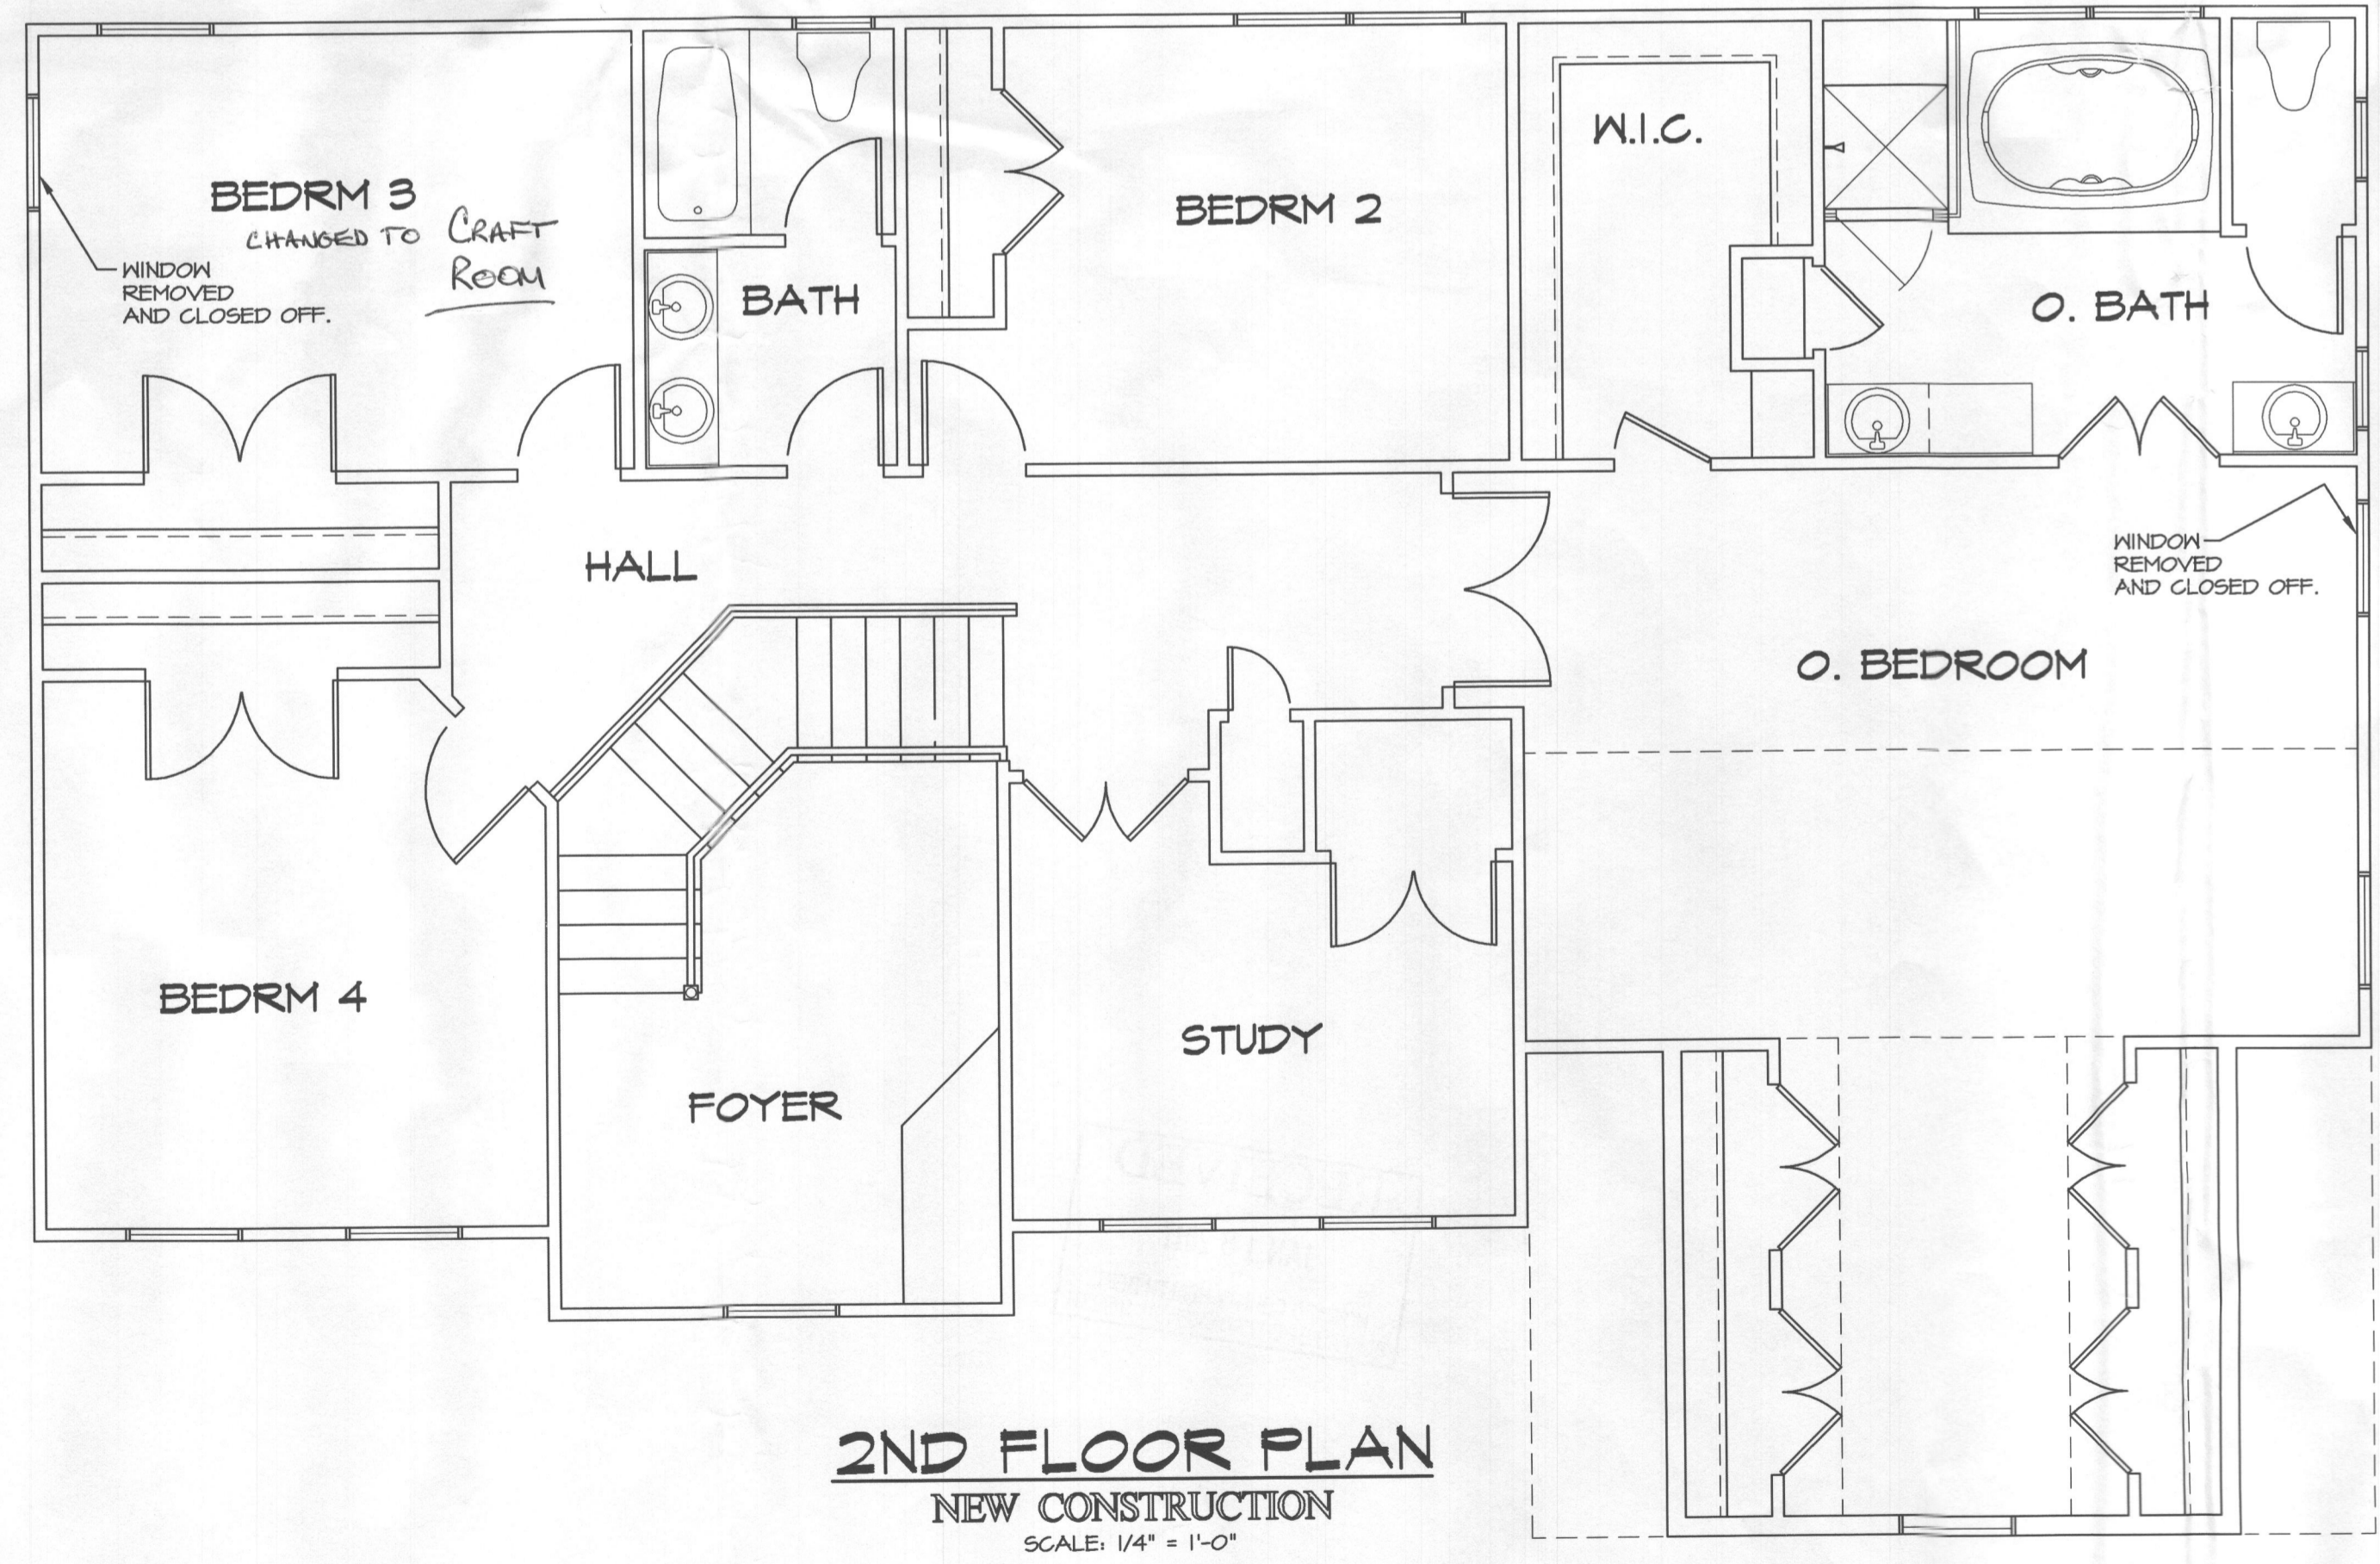 BEDRM 3
CHANGED TO CRAFT
ROOM
WINDOW
REMOVED
AND CLOSED OFF.
BATH
BEDRM 2
W.I.C.
O. BATH
HALL
WINDOW
REMOVED
AND CLOSED OFF.
O. BEDROOM
BEDRM 4
FOYER
STUDY
2ND FLOOR PLAN
NEW CONSTRUCTION
SCALE: 1/4" = 1'-0"